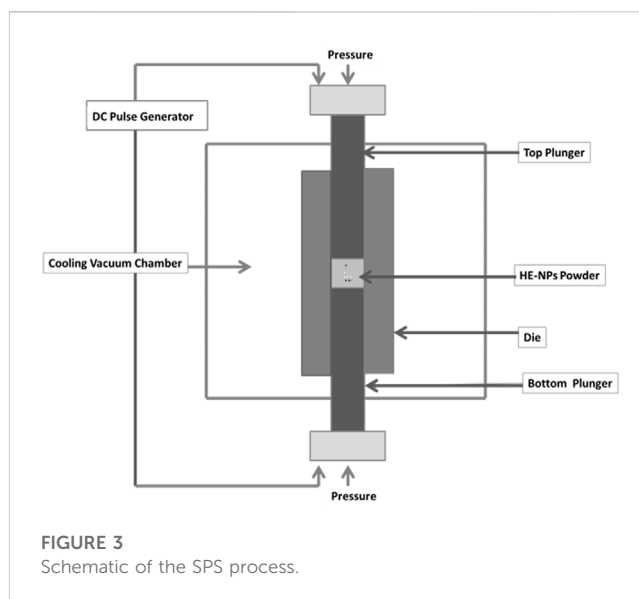 Pressure
DC Pulse Generator
Top Plunger
Cooling Vacuum Chamber
HE-NPs Powder
Die
Bottom Plunger
Pressure
FIGURE 3
Schematic of the SPS process.